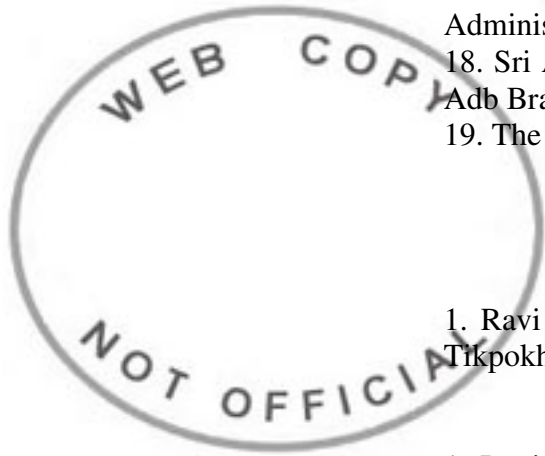 WEB COPY
Adminis
18. Sri
Adb Bra
19. The
1. Ravi
Tikpokh
NOT OFFICIAL